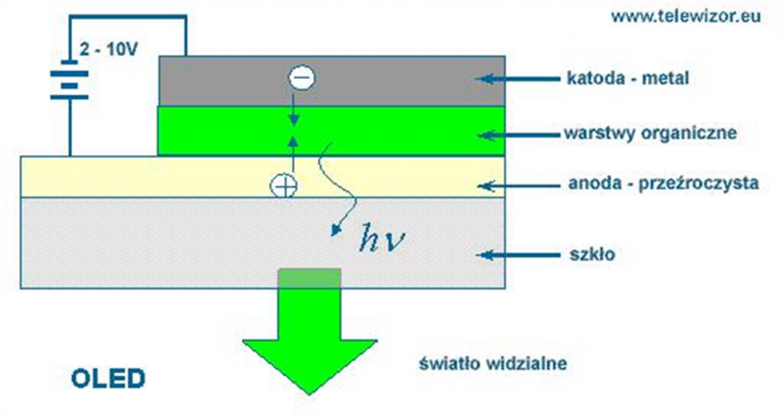 www.telewizor.eu
2 - 10V
katoda - metal
warstwy organiczne
anoda - przeźroczysta
hν
szkło
światło widzialne
OLED